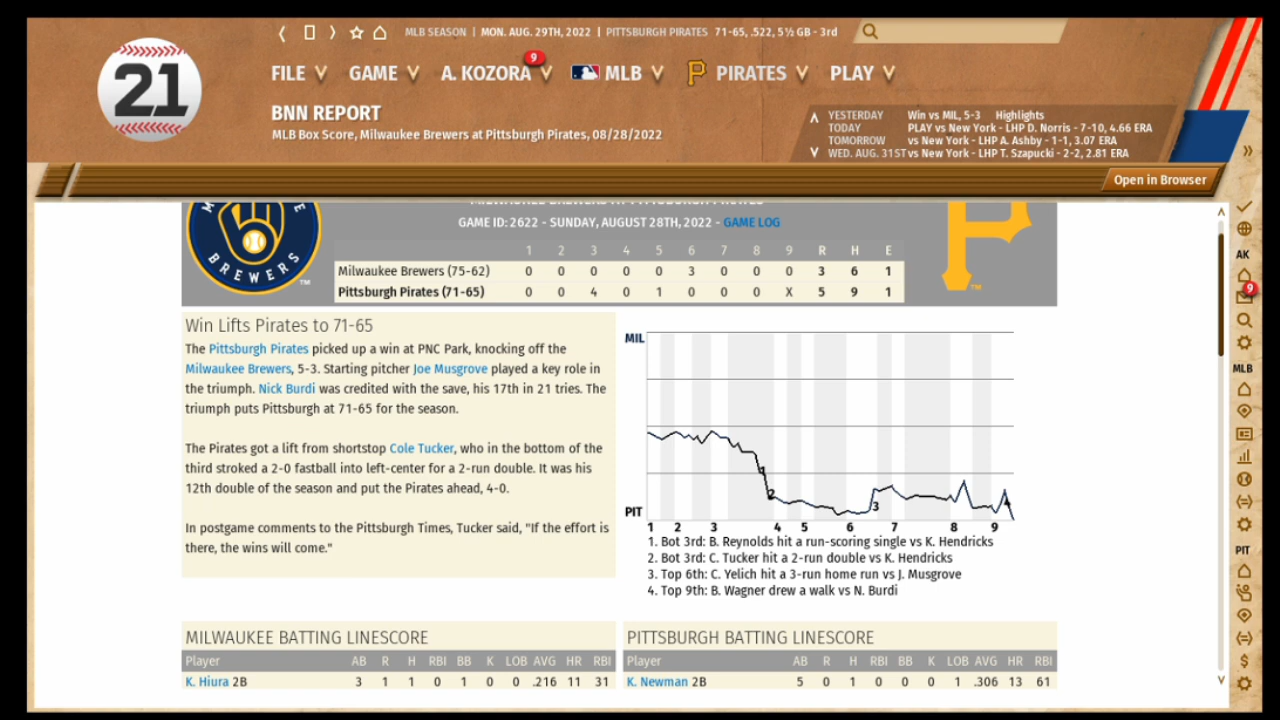 MLB SEASON | MON. AUG. 29TH, 2022 | PITTSBURGH PIRATES 71-65, .522, 5½ GB - 3rd
21
9
FILE GAME A. KOZORA MLB P PIRATES PLAY
BNN REPORT
MLB Box Score, Milwaukee Brewers at Pittsburgh Pirates, 08/28/2022
YESTERDAY Win vs MIL, 5-3 Highlights
TODAY PLAY vs New York - LHP D. Norris - 7-10, 4.66 ERA
TOMORROW vs New York - LHP A. Ashby - 1-1, 3.07 ERA
WED. AUG. 31ST vs New York - LHP T. Szapucki - 2-2, 2.81 ERA
Open in Browser
BREWERS
TM
P
TM
GAME ID: 2622 - SUNDAY, AUGUST 28TH, 2022 - GAME LOG
1 2 3 4 5 6 7 8 9 R H E
Milwaukee Brewers (75-62) 0 0 0 0 0 3 0 0 0 3 6 1
Pittsburgh Pirates (71-65) 0 0 4 0 1 0 0 0 X 5 9 1
Win Lifts Pirates to 71-65
The Pittsburgh Pirates picked up a win at PNC Park, knocking off the
Milwaukee Brewers, 5-3. Starting pitcher Joe Musgrove played a key role in
the triumph. Nick Burdi was credited with the save, his 17th in 21 tries. The
triumph puts Pittsburgh at 71-65 for the season.
The Pirates got a lift from shortstop Cole Tucker, who in the bottom of the
third stroked a 2-0 fastball into left-center for a 2-run double. It was his
12th double of the season and put the Pirates ahead, 4-0.
In postgame comments to the Pittsburgh Times, Tucker said, "If the effort is
there, the wins will come."
MIL
1
2
3
4
PIT
1 2 3 4 5 6 7 8 9
1. Bot 3rd: B. Reynolds hit a run-scoring single vs K. Hendricks
2. Bot 3rd: C. Tucker hit a 2-run double vs K. Hendricks
3. Top 6th: C. Yelich hit a 3-run home run vs J. Musgrove
4. Top 9th: B. Wagner drew a walk vs N. Burdi
MILWAUKEE BATTING LINESCORE
Player AB R H RBI BB K LOB AVG HR RBI
K. Hiura 2B 3 1 1 0 1 0 0 .216 11 31
PITTSBURGH BATTING LINESCORE
Player AB R H RBI BB K LOB AVG HR RBI
K. Newman 2B 5 0 1 0 0 0 1 .306 13 61
AK
9
MLB
PIT
$